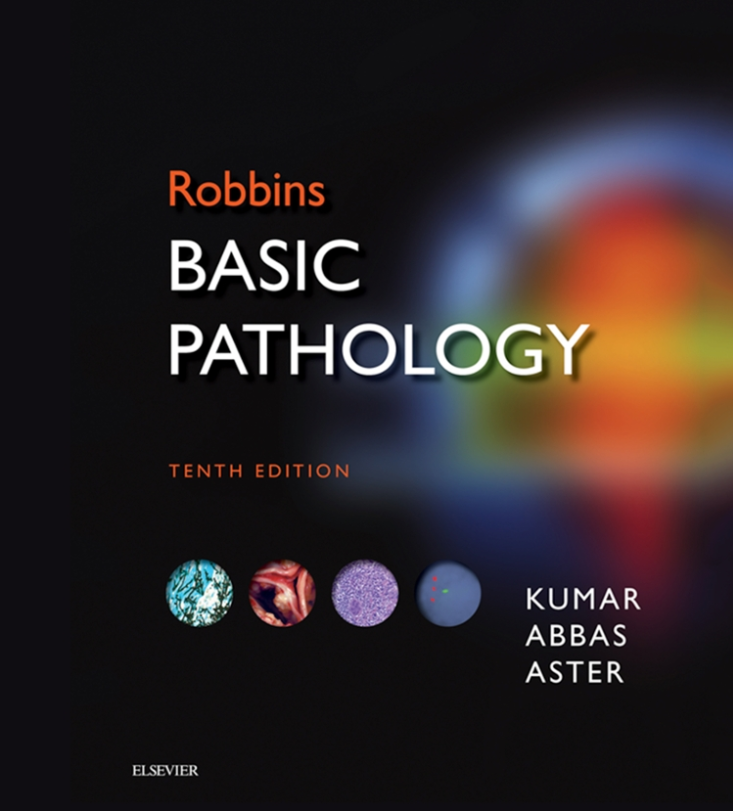 Robbins
BASIC
PATHOLOGY
TENTH EDITION
KUMAR
ABBAS
ASTER
ELSEVIER